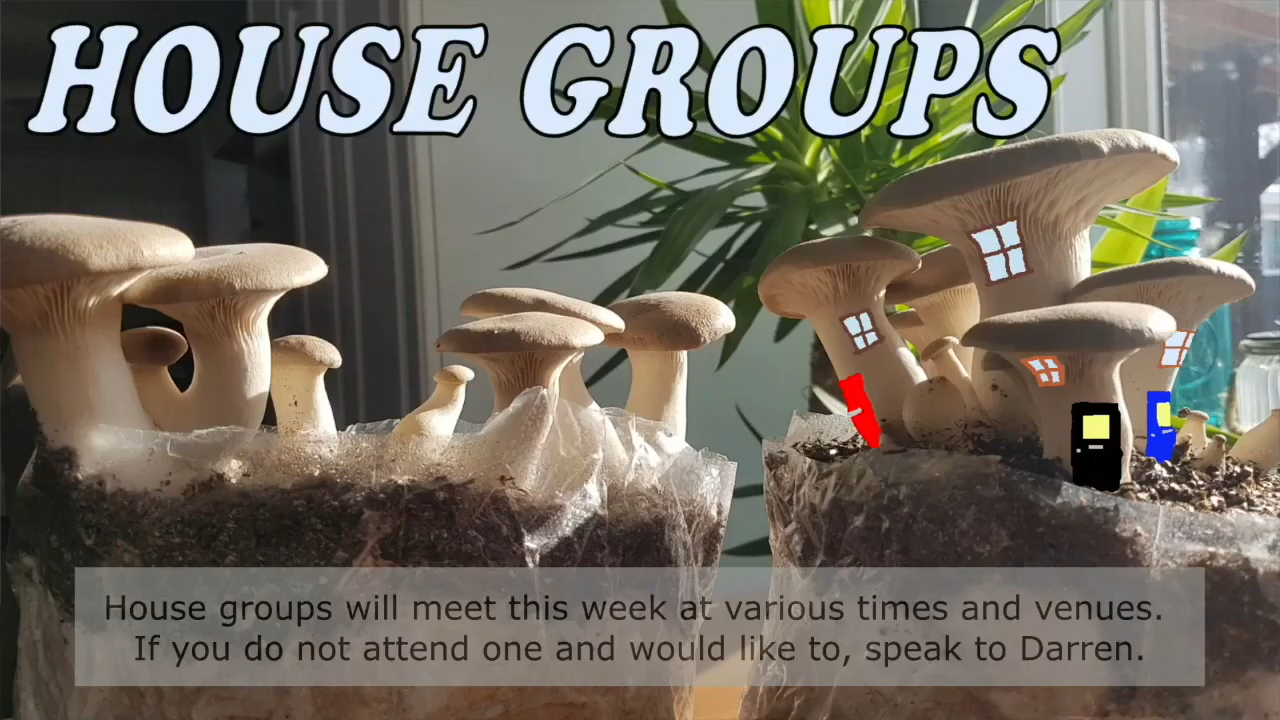 HOUSE GROUPS
House groups will meet this week at various times and venues.
If you do not attend one and would like to, speak to Darren.